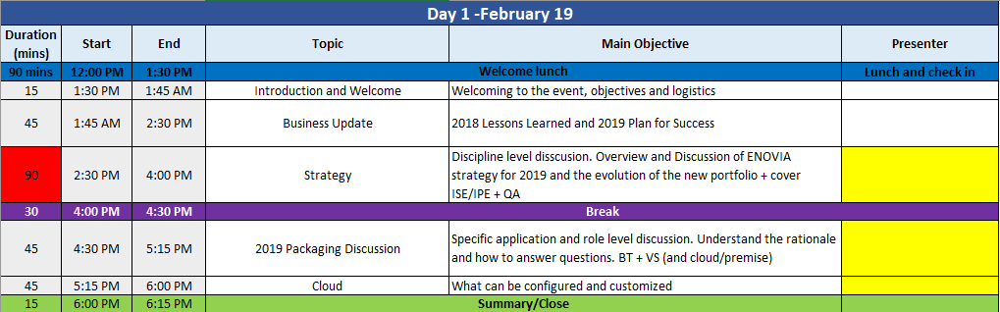 Day 1 -February 19
Duration (mins) Start End Topic Main Objective Presenter
90 mins 12:00 PM 1:30 PM Welcome lunch Lunch and check in
15 1:30 PM 1:45 AM Introduction and Welcome Welcoming to the event, objectives and logistics
45 1:45 AM 2:30 PM Business Update 2018 Lessons Learned and 2019 Plan for Success
90 2:30 PM 4:00 PM Strategy Discipline level disscusion. Overview and Discussion of ENOVIA
strategy for 2019 and the evolution of the new portfolio + cover
ISE/IPE + QA
30 4:00 PM 4:30 PM Break
45 4:30 PM 5:15 PM 2019 Packaging Discussion Specific application and role level discussion. Understand the rationale
and how to answer questions. BT + VS (and cloud/premise)
45 5:15 PM 6:00 PM Cloud What can be configured and customized
15 6:00 PM 6:15 PM Summary/Close